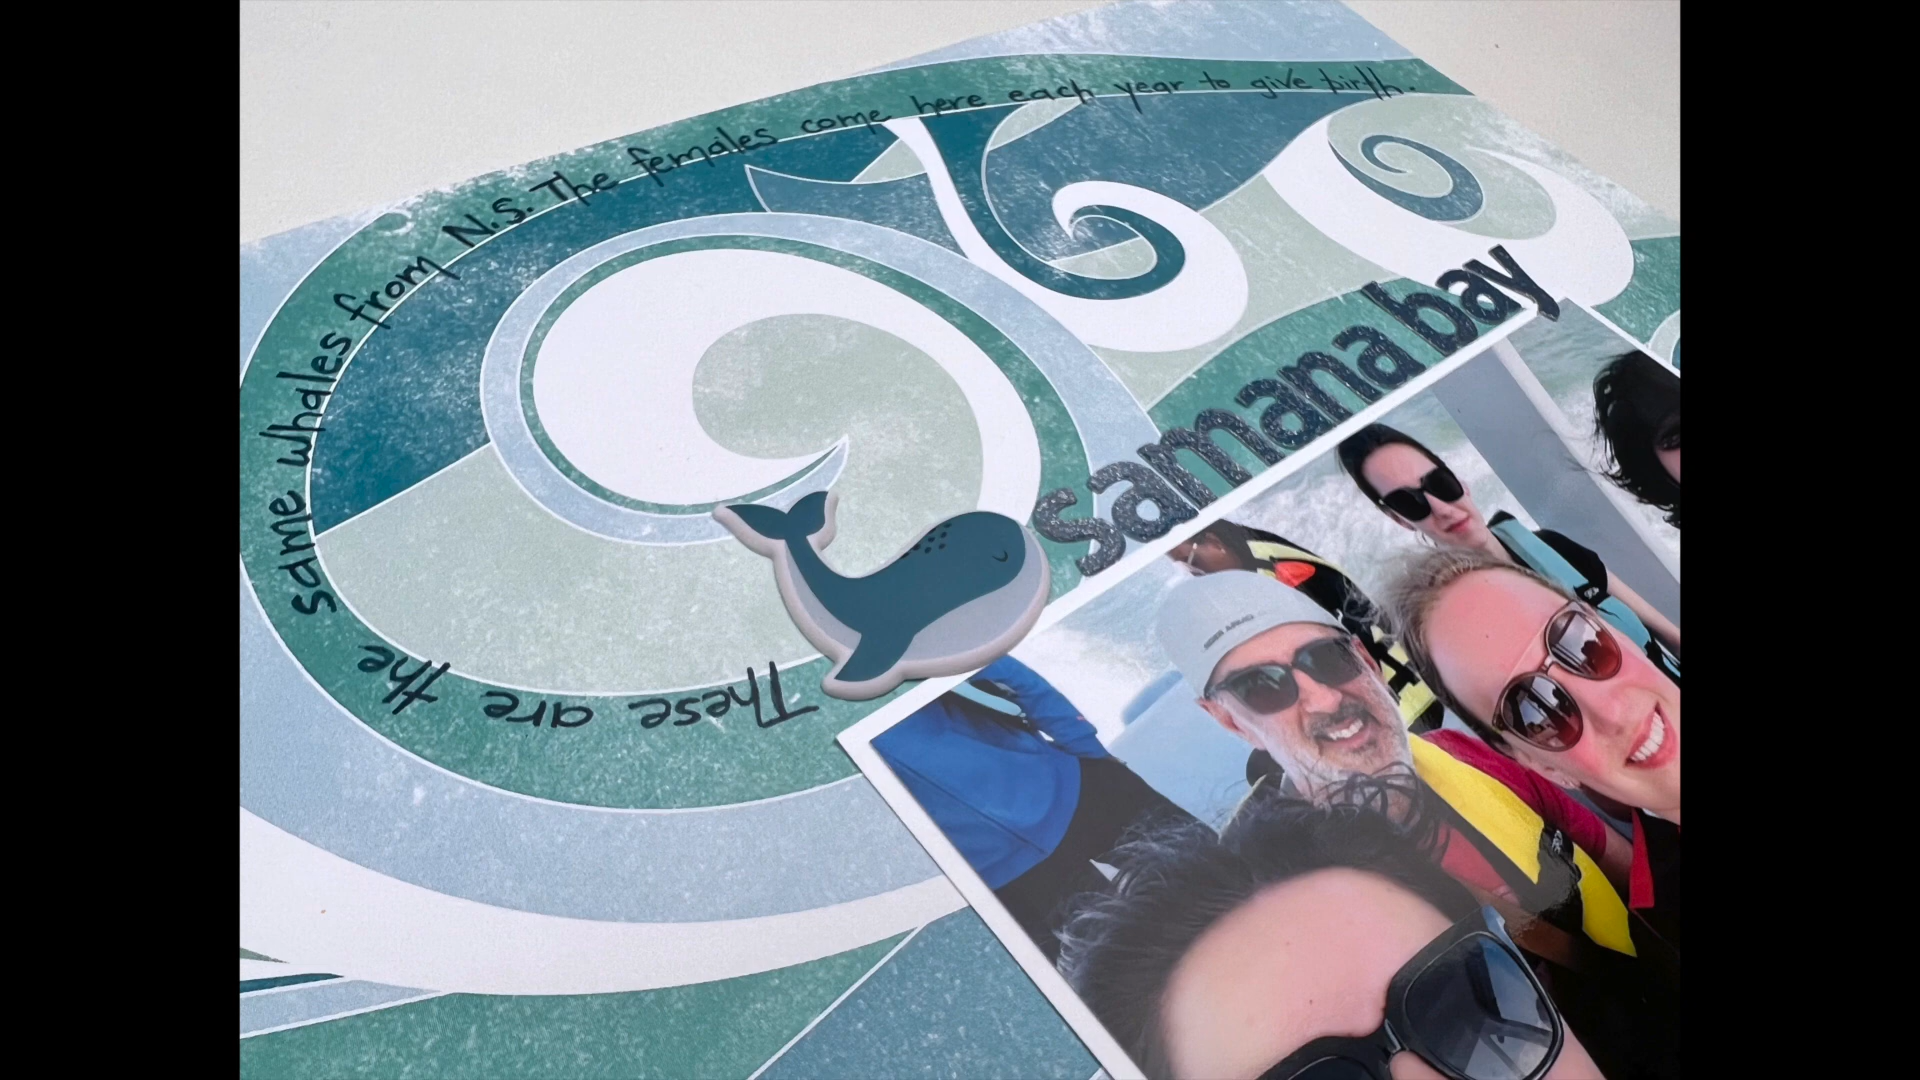 These are the same whales from N.S. The females come here each year to give birth.
samana bay